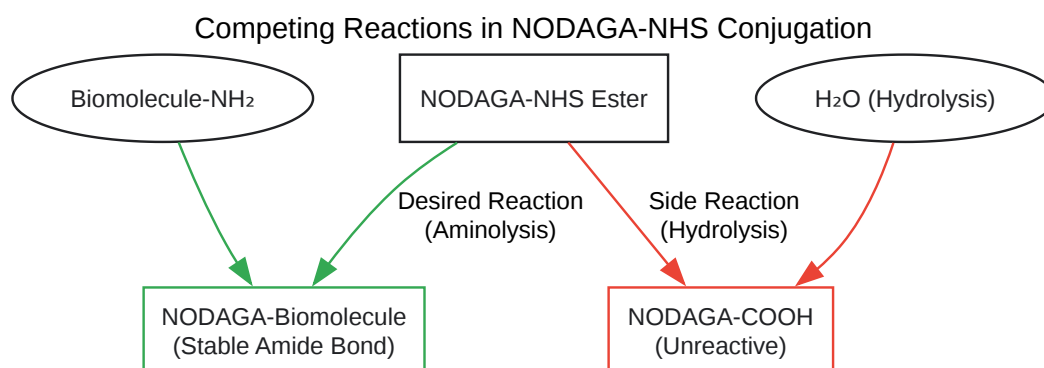 Competing Reactions in NODAGA-NHS Conjugation
Biomolecule-NH₂
NODAGA-NHS Ester
H₂O (Hydrolysis)
Desired Reaction
(Aminolysis)
Side Reaction
(Hydrolysis)
NODAGA-Biomolecule
(Stable Amide Bond)
NODAGA-COOH
(Unreactive)